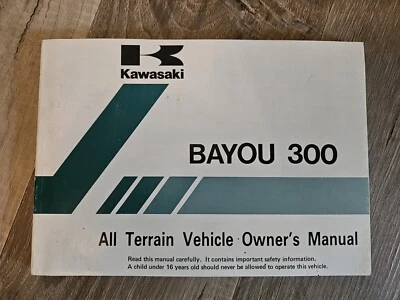 Kawasaki
BAYOU 300
All Terrain Vehicle Owner's Manual
Read this manual carefully. It contains important safety information.
A child under 16 years old should never be allowed to operate this vehicle.